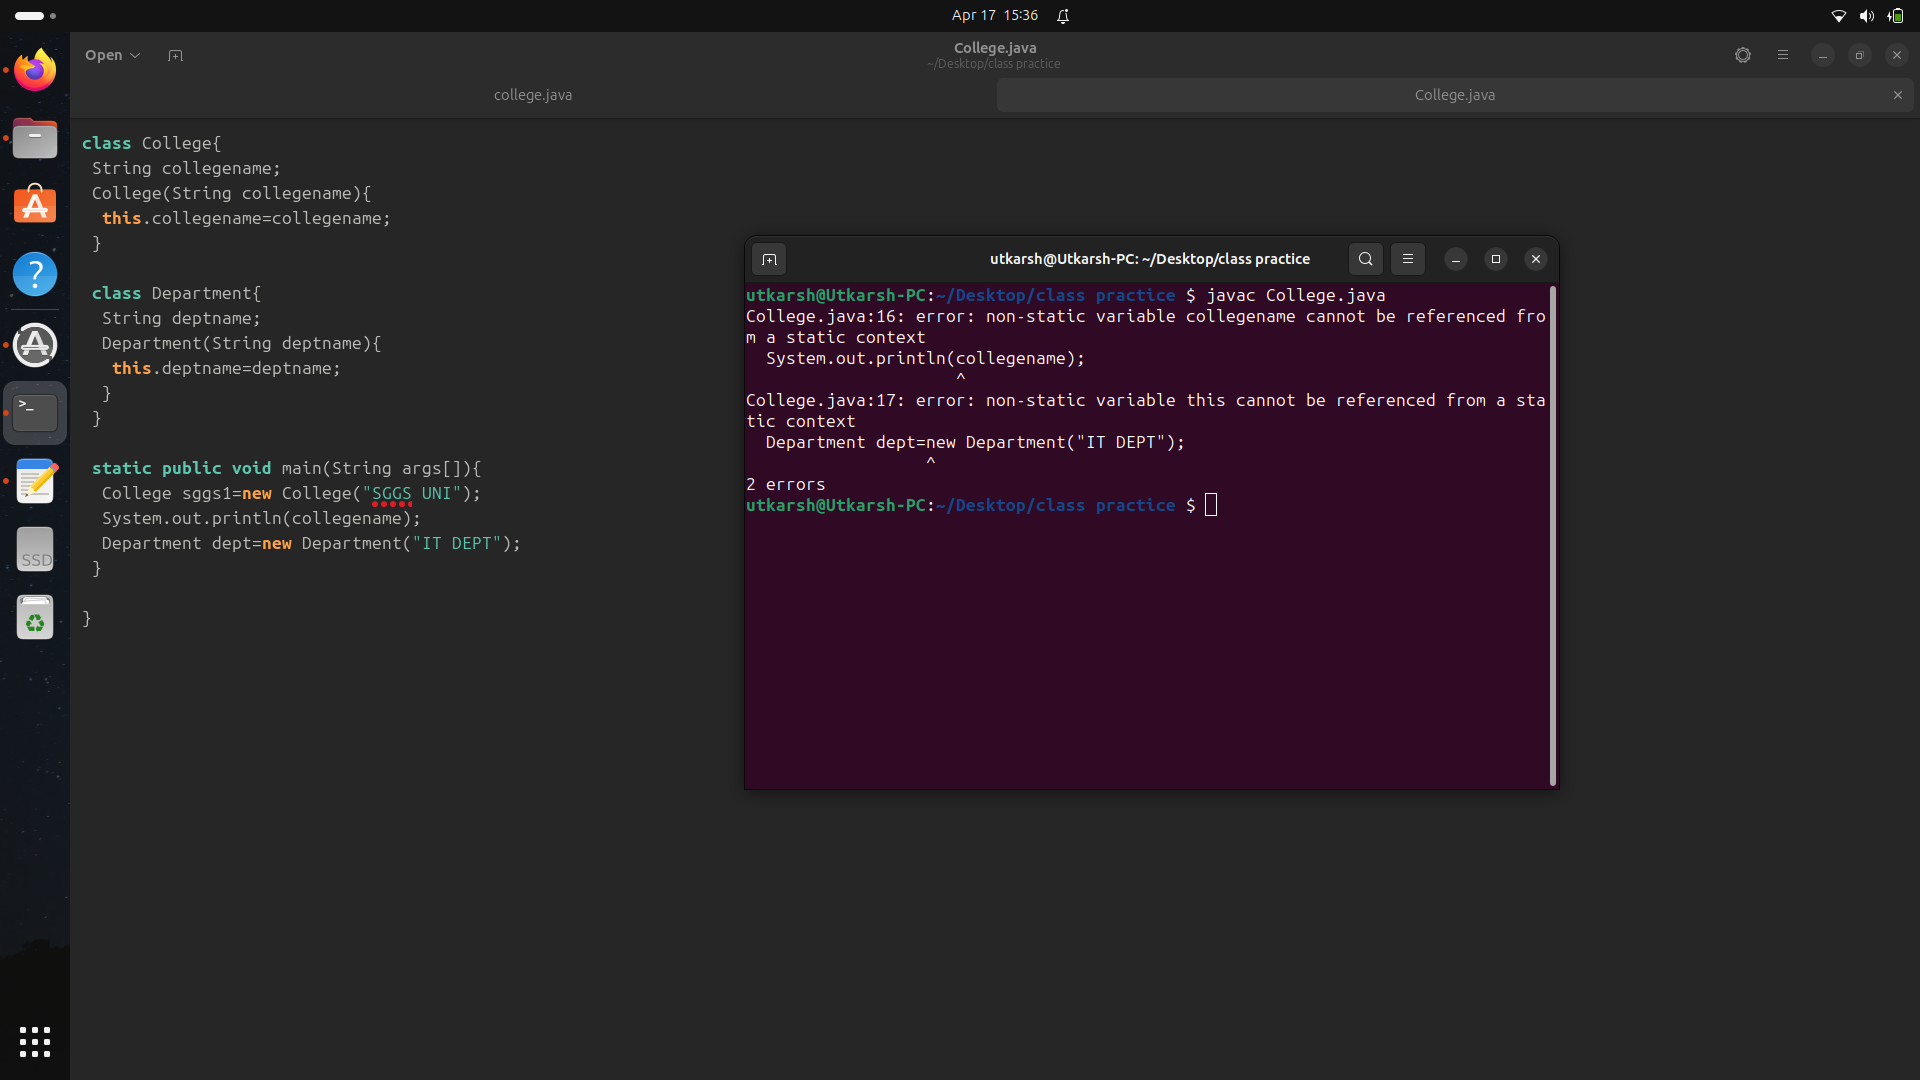 Apr 17 15:36
Open
College.java
~/Desktop/class practice
college.java
College.java
class College{
String collegename;
College(String collegename){
this.collegename=collegename;
}
class Department{
String deptname;
Department(String deptname){
this.deptname=deptname;
}
}
static public void main(String args[]){
College sggs1=new College("SGGS UNI");
System.out.println(collegename);
Department dept=new Department("IT DEPT");
}
}
utkarsh@Utkarsh-PC: ~/Desktop/class practice
utkarsh@Utkarsh-PC:~/Desktop/class practice $ javac College.java
College.java:16: error: non-static variable collegename cannot be referenced fro
m a static context
System.out.println(collegename);
^
College.java:17: error: non-static variable this cannot be referenced from a sta
tic context
Department dept=new Department("IT DEPT");
^
2 errors
utkarsh@Utkarsh-PC:~/Desktop/class practice $
>_
SSD